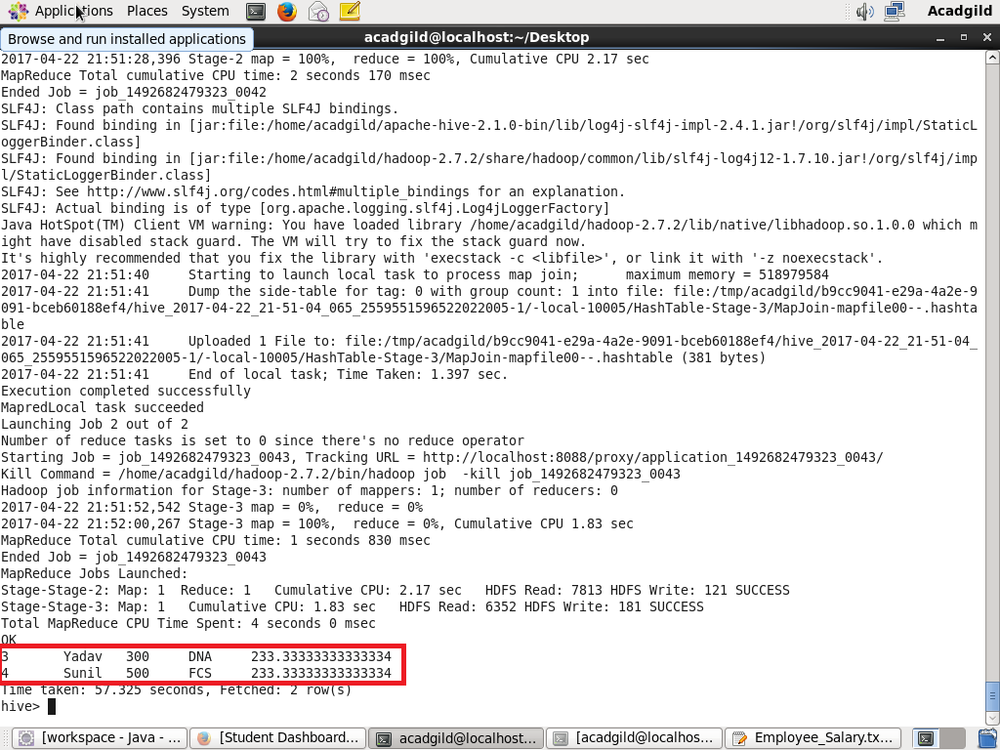 Applications Places System Acadgild
Browse and run installed applications
acadgild@localhost:~/Desktop
2017-04-22 21:51:28,396 Stage-2 map = 100%,  reduce = 100%, Cumulative CPU 2.17 sec
MapReduce Total cumulative CPU time: 2 seconds 170 msec
Ended Job = job_1492682479323_0042
SLF4J: Class path contains multiple SLF4J bindings.
SLF4J: Found binding in [jar:file:/home/acadgild/apache-hive-2.1.0-bin/lib/log4j-slf4j-impl-2.4.1.jar!/org/slf4j/impl/StaticL
oggerBinder.class]
SLF4J: Found binding in [jar:file:/home/acadgild/hadoop-2.7.2/share/hadoop/common/lib/slf4j-log4j12-1.7.10.jar!/org/slf4j/imp
l/StaticLoggerBinder.class]
SLF4J: See http://www.slf4j.org/codes.html#multiple_bindings for an explanation.
SLF4J: Actual binding is of type [org.apache.logging.slf4j.Log4jLoggerFactory]
Java HotSpot(TM) Client VM warning: You have loaded library /home/acadgild/hadoop-2.7.2/lib/native/libhadoop.so.1.0.0 which m
ight have disabled stack guard. The VM will try to fix the stack guard now.
It's highly recommended that you fix the library with 'execstack -c <libfile>', or link it with '-z noexecstack'.
2017-04-22 21:51:40     Starting to launch local task to process map join;      maximum memory = 518979584
2017-04-22 21:51:41     Dump the side-table for tag: 0 with group count: 1 into file: file:/tmp/acadgild/b9cc9041-e29a-4a2e-9
091-bceb60188ef4/hive_2017-04-22_21-51-04_065_2559551596522022005-1/-local-10005/HashTable-Stage-3/MapJoin-mapfile00--.hashta
ble
2017-04-22 21:51:41     Uploaded 1 File to: file:/tmp/acadgild/b9cc9041-e29a-4a2e-9091-bceb60188ef4/hive_2017-04-22_21-51-04_
065_2559551596522022005-1/-local-10005/HashTable-Stage-3/MapJoin-mapfile00--.hashtable (381 bytes)
2017-04-22 21:51:41     End of local task; Time Taken: 1.397 sec.
Execution completed successfully
MapredLocal task succeeded
Launching Job 2 out of 2
Number of reduce tasks is set to 0 since there's no reduce operator
Starting Job = job_1492682479323_0043, Tracking URL = http://localhost:8088/proxy/application_1492682479323_0043/
Kill Command = /home/acadgild/hadoop-2.7.2/bin/hadoop job  -kill job_1492682479323_0043
Hadoop job information for Stage-3: number of mappers: 1; number of reducers: 0
2017-04-22 21:51:52,542 Stage-3 map = 0%,  reduce = 0%
2017-04-22 21:52:00,267 Stage-3 map = 100%,  reduce = 0%, Cumulative CPU 1.83 sec
MapReduce Total cumulative CPU time: 1 seconds 830 msec
Ended Job = job_1492682479323_0043
MapReduce Jobs Launched:
Stage-Stage-2: Map: 1  Reduce: 1   Cumulative CPU: 2.17 sec   HDFS Read: 7813 HDFS Write: 121 SUCCESS
Stage-Stage-3: Map: 1   Cumulative CPU: 1.83 sec   HDFS Read: 6352 HDFS Write: 181 SUCCESS
Total MapReduce CPU Time Spent: 4 seconds 0 msec
OK
3       Yadav   300     DNA     233.33333333333334
4       Sunil   500     FCS     233.33333333333334
Time taken: 57.325 seconds, Fetched: 2 row(s)
hive>
[workspace - Java - ... [Student Dashboard... acadgild@localhost:... [acadgild@localhos... Employee_Salary.tx...